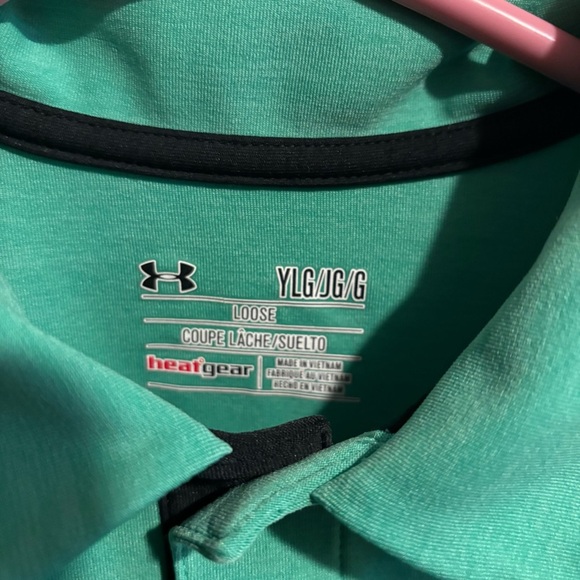 YLG/JG/G
LOOSE
COUPE LÂCHE/SUELTO
heatgear
MADE IN VIETNAM
FABRIQUÉ AU VIETNAM
HECHO EN VIETNAM